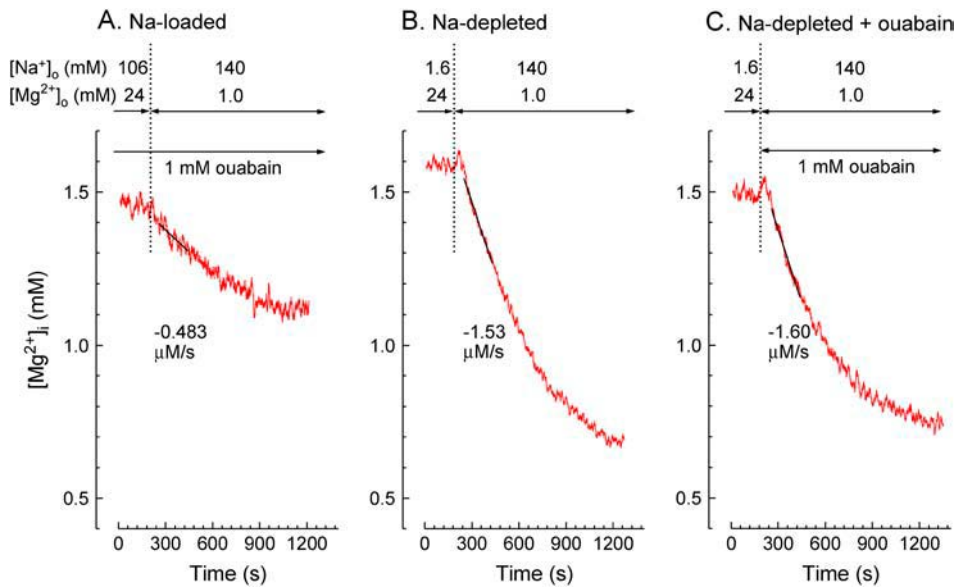 A. Na-loaded
B. Na-depleted
C. Na-depleted + ouabain
[Na⁺]ₒ (mM) 106 140
[Mg²⁺]ₒ (mM) 24 1.0
1.6 140
24 1.0
1.6 140
24 1.0
1 mM ouabain
1 mM ouabain
[Mg²⁺]ᵢ (mM)
1.5
1.0
0.5
-0.483
μM/s
0 300 600 900 1200
Time (s)
1.5
1.0
0.5
-1.53
μM/s
0 300 600 900 1200
Time (s)
1.5
1.0
0.5
-1.60
μM/s
0 300 600 900 1200
Time (s)